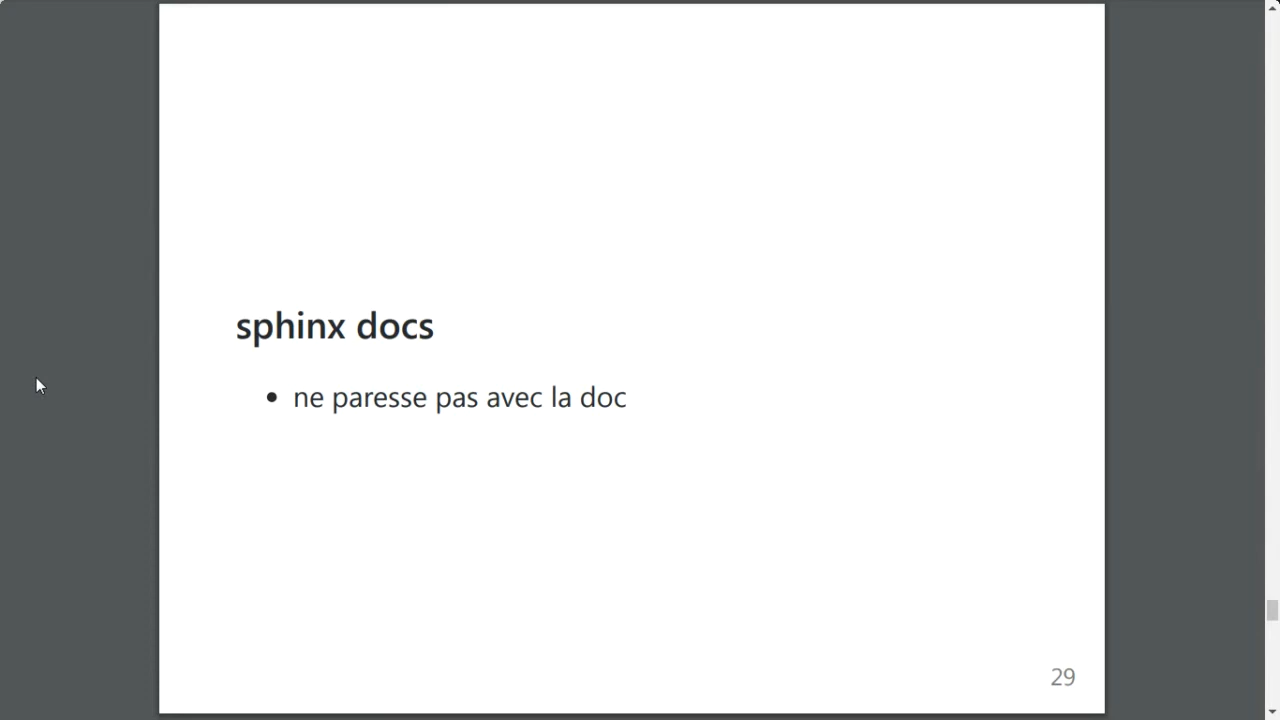 sphinx docs
• ne paresse pas avec la doc
29